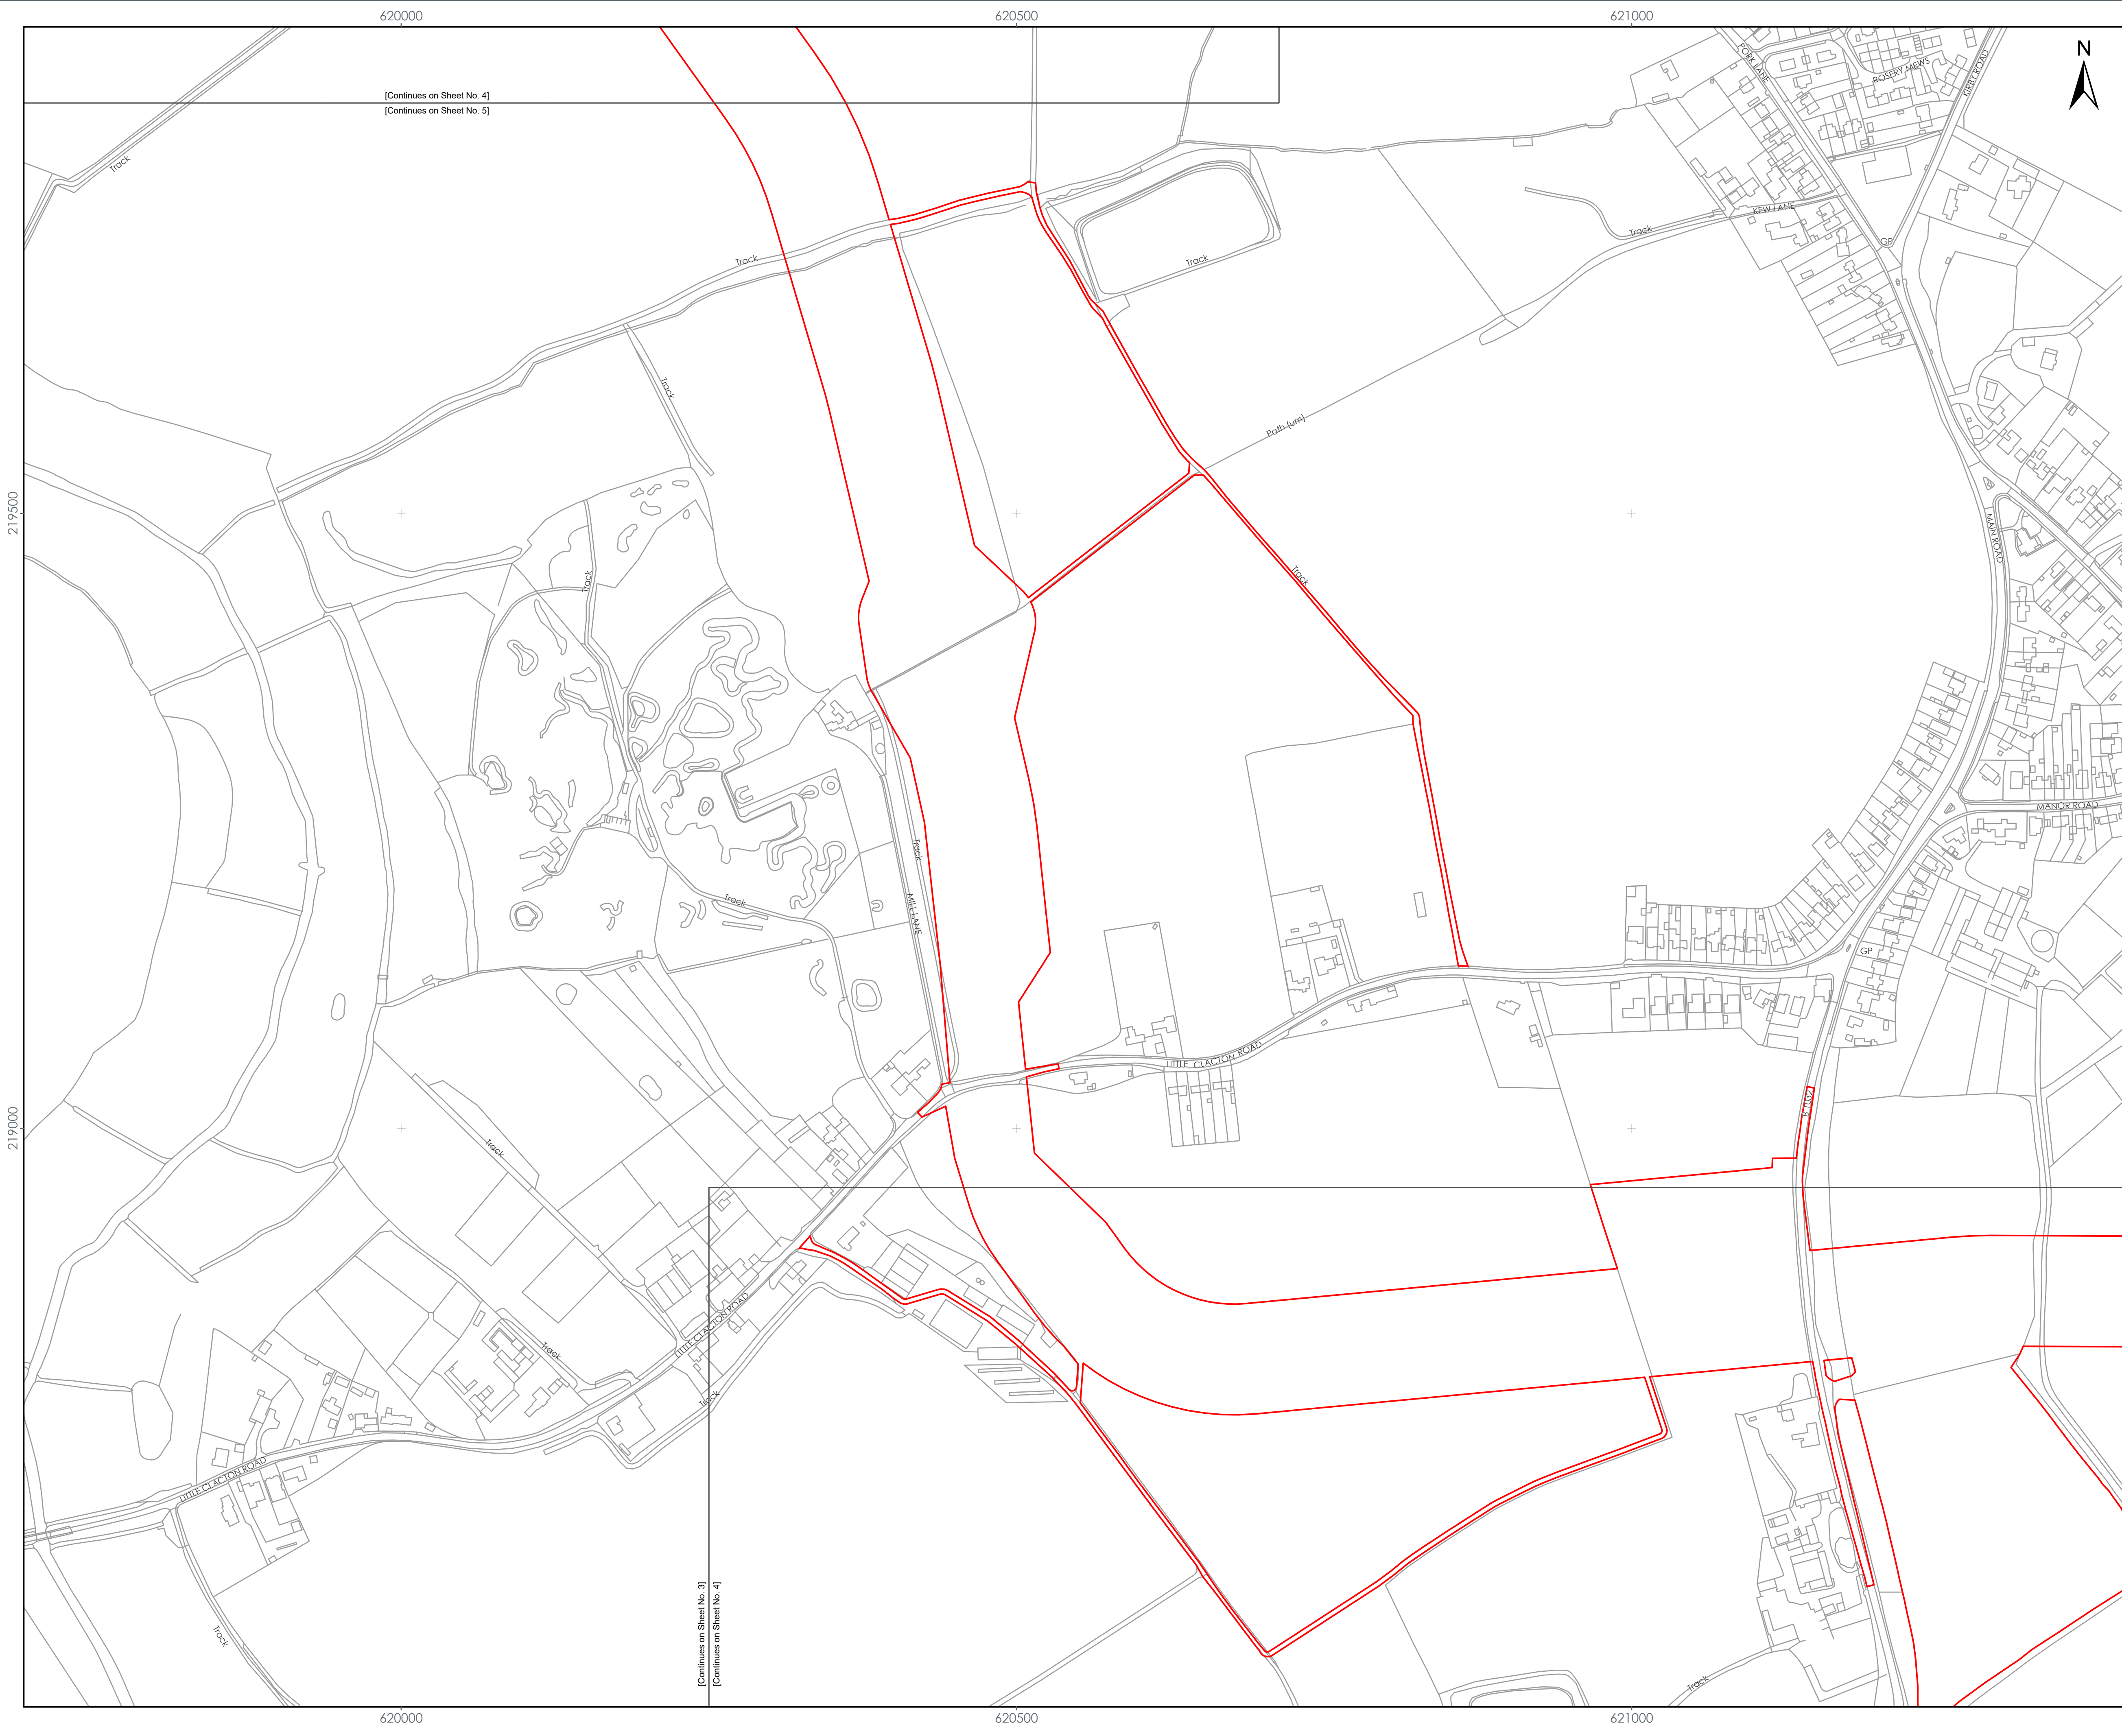 620000
620500
621000
N
PORK LANE
ROSERY MEWS
KIRBY ROAD
[Continues on Sheet No. 4]
[Continues on Sheet No. 5]
Track
KEW LANE
Track
GP
Track
Track
Track
Path (um)
219500
MAIN ROAD
Track
Track
MANOR ROAD
Track
MILL LANE
Track
GP
LITTLE CLACTON ROAD
B 1032
219000
Track
LITTLE CLACTON ROAD
Track
Track
LITTLE CLACTON ROAD
[Continues on Sheet No. 3]
[Continues on Sheet No. 4]
Track
Track
620000
620500
621000